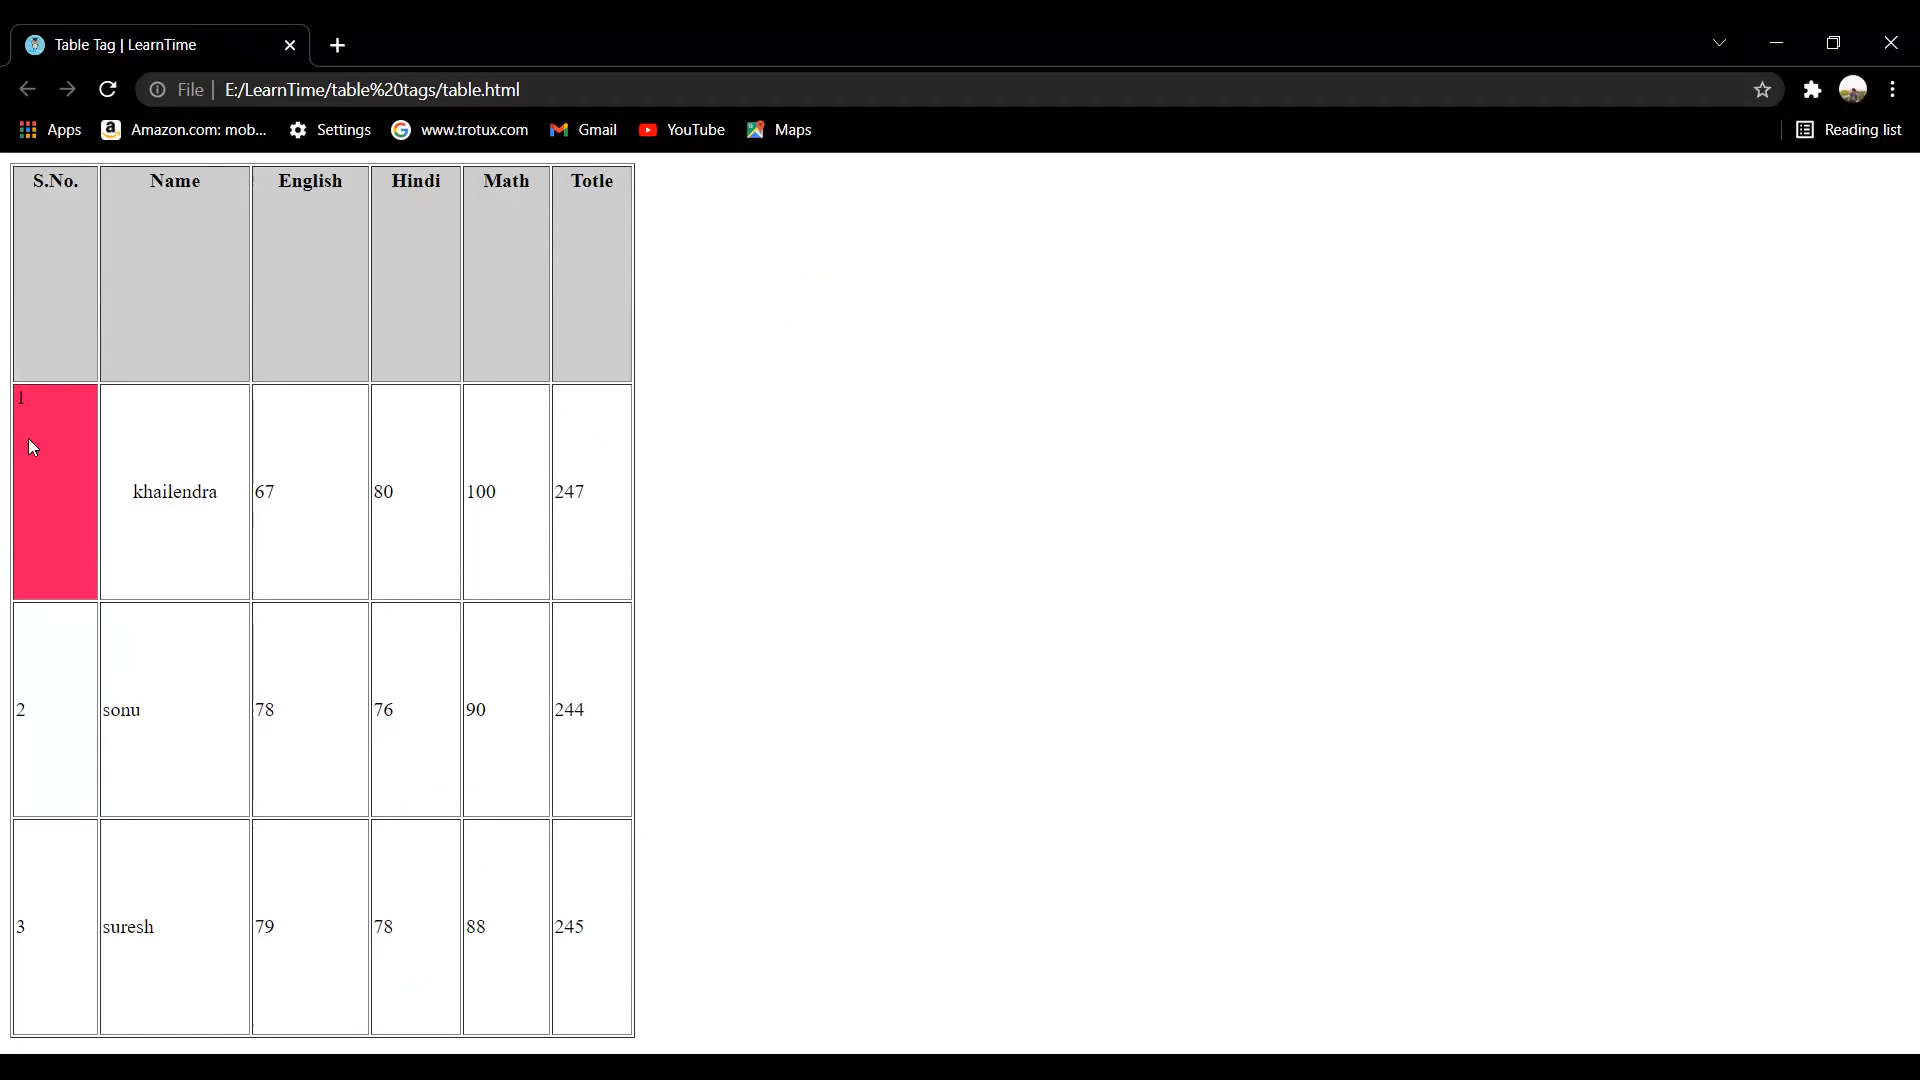 Table Tag | LearnTime
File | E:/LearnTime/table%20tags/table.html
Apps Amazon.com: mob... Settings www.trotux.com Gmail YouTube Maps Reading list
S.No. Name English Hindi Math Totle
1 khailendra 67 80 100 247
2 sonu 78 76 90 244
3 suresh 79 78 88 245